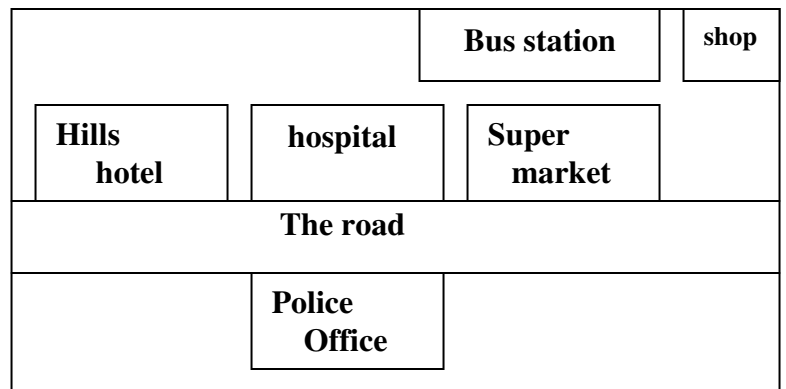 Bus station
shop
Hills
hotel
hospital
Super
market
The road
Police
Office